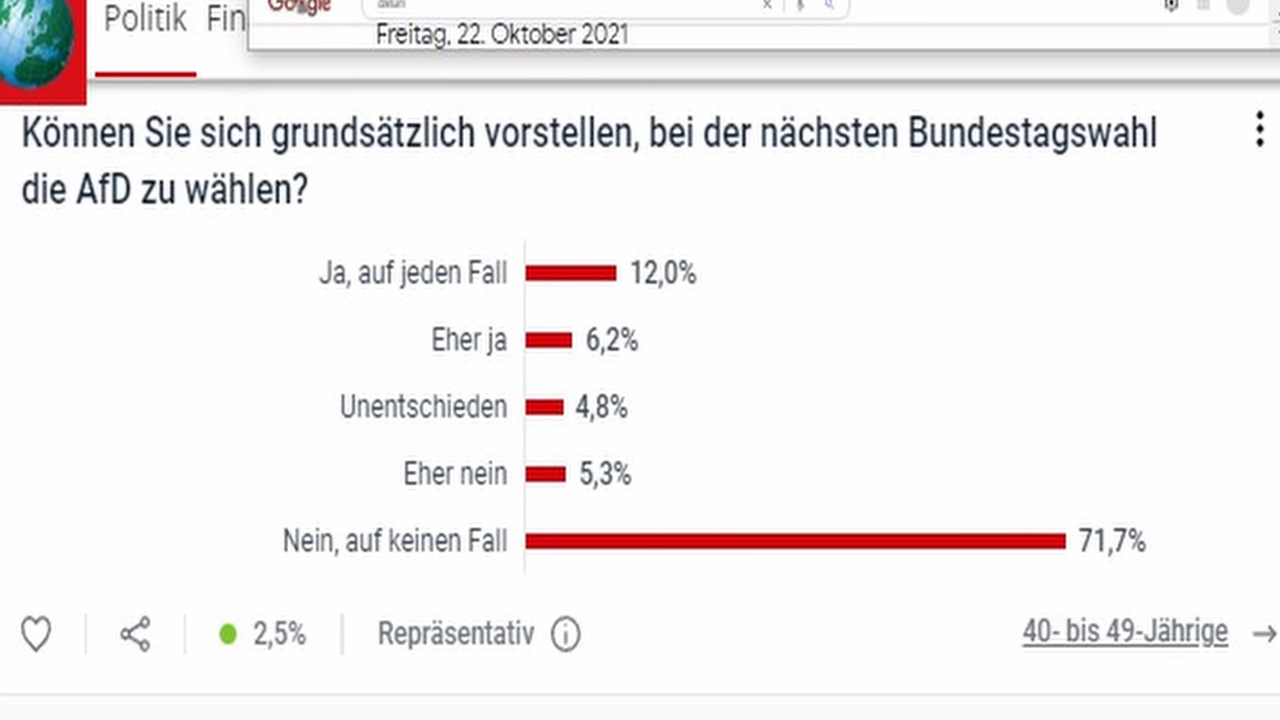 Politik Fin
Google
datum
Freitag, 22. Oktober 2021
Können Sie sich grundsätzlich vorstellen, bei der nächsten Bundestagswahl
die AfD zu wählen?
Ja, auf jeden Fall 12,0%
Eher ja 6,2%
Unentschieden 4,8%
Eher nein 5,3%
Nein, auf keinen Fall 71,7%
2,5% Repräsentativ 40- bis 49-Jährige